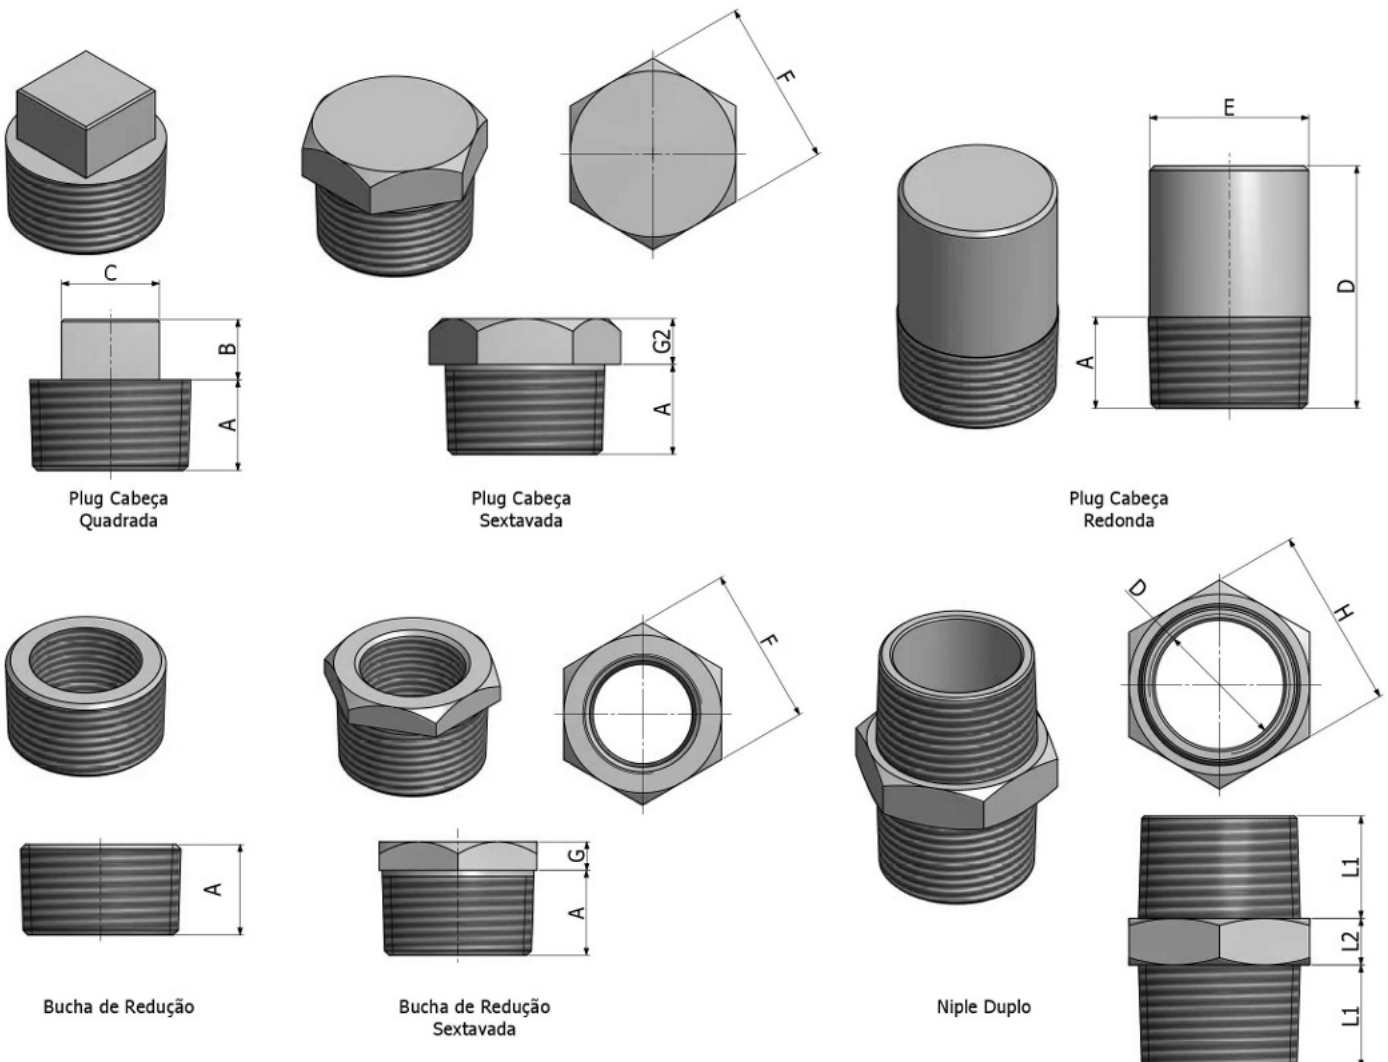 F
E
C
B
A
G2
A
D
A
Plug Cabeça
Quadrada
Plug Cabeça
Sextavada
Plug Cabeça
Redonda
F
D
H
A
G
A
L1
L2
L1
Bucha de Redução
Bucha de Redução
Sextavada
Niple Duplo